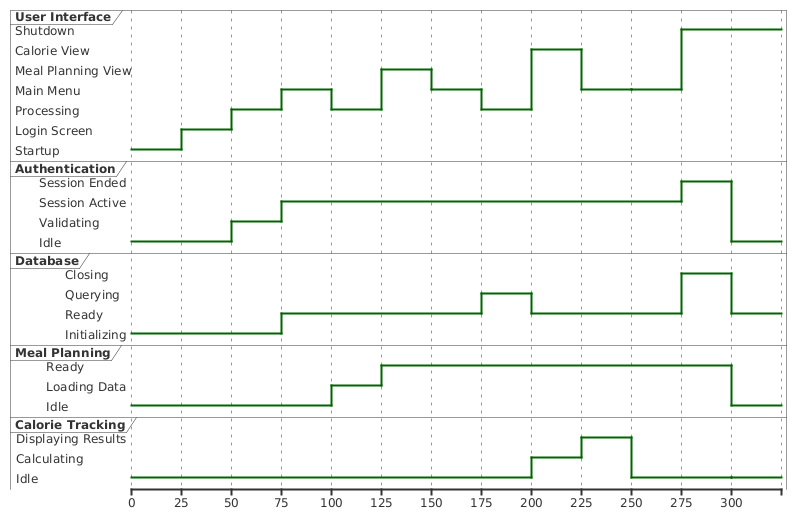 User Interface
Shutdown
Calorie View
Meal Planning View
Main Menu
Processing
Login Screen
Startup
Authentication
Session Ended
Session Active
Validating
Idle
Database
Closing
Querying
Ready
Initializing
Meal Planning
Ready
Loading Data
Idle
Calorie Tracking
Displaying Results
Calculating
Idle
0 25 50 75 100 125 150 175 200 225 250 275 300